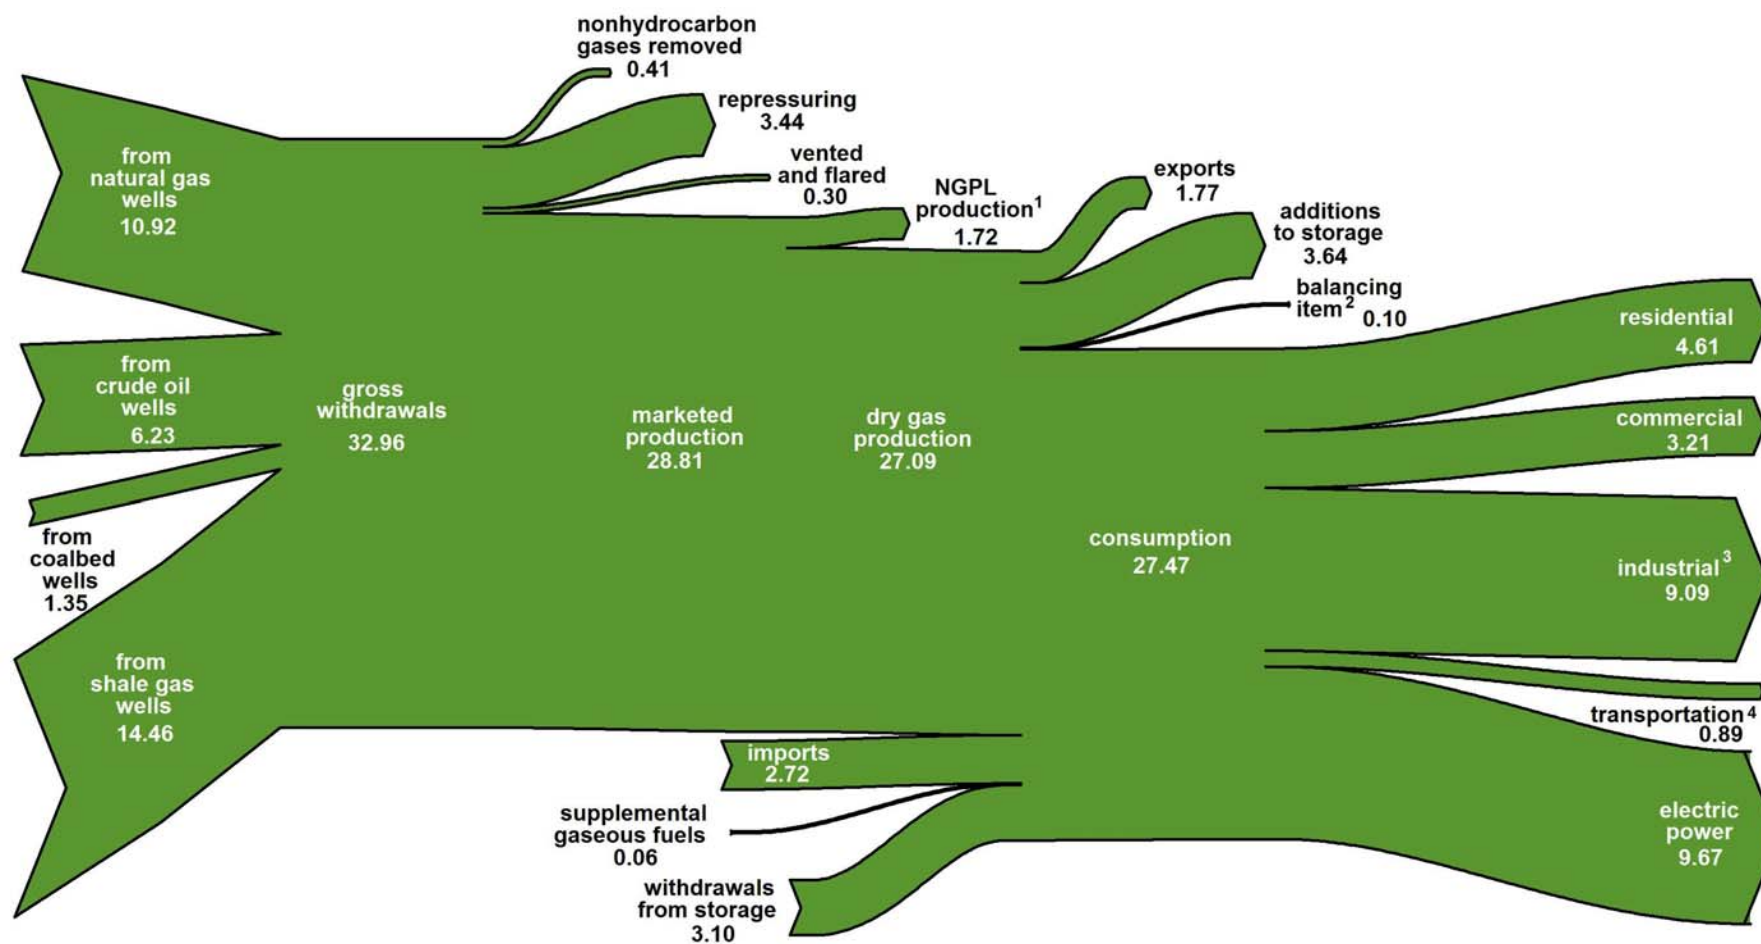 nonhydrocarbon
gases removed
0.41
repressuring
3.44
vented
and flared
0.30
NGPL
production¹
1.72
exports
1.77
additions
to storage
3.64
balancing
item²
0.10
from
natural gas
wells
10.92
from
crude oil
wells
6.23
from
coalbed
wells
1.35
from
shale gas
wells
14.46
gross
withdrawals
32.96
marketed
production
28.81
dry gas
production
27.09
consumption
27.47
imports
2.72
supplemental
gaseous fuels
0.06
withdrawals
from storage
3.10
residential
4.61
commercial
3.21
industrial³
9.09
transportation⁴
0.89
electric
power
9.67